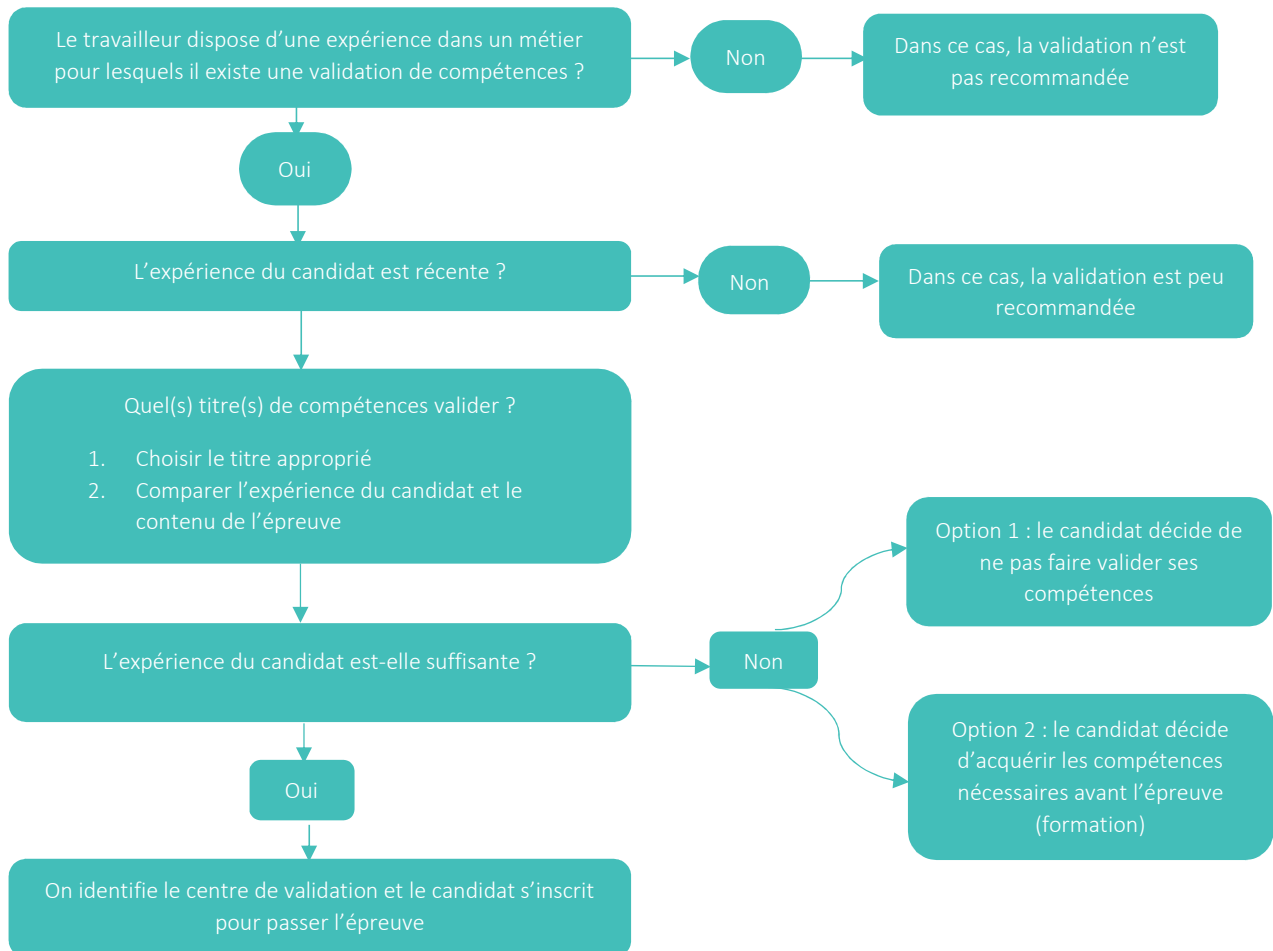 Le travailleur dispose d’une expérience dans un métier
pour lesquels il existe une validation de compétences ?
Non
Dans ce cas, la validation n’est
pas recommandée
Oui
L’expérience du candidat est récente ?
Non
Dans ce cas, la validation est peu
recommandée
Quel(s) titre(s) de compétences valider ?
1. Choisir le titre approprié
2. Comparer l’expérience du candidat et le
contenu de l’épreuve
Option 1 : le candidat décide de
ne pas faire valider ses
compétences
L’expérience du candidat est-elle suffisante ?
Non
Option 2 : le candidat décide
d’acquérir les compétences
nécessaires avant l’épreuve
(formation)
Oui
On identifie le centre de validation et le candidat s’inscrit
pour passer l’épreuve